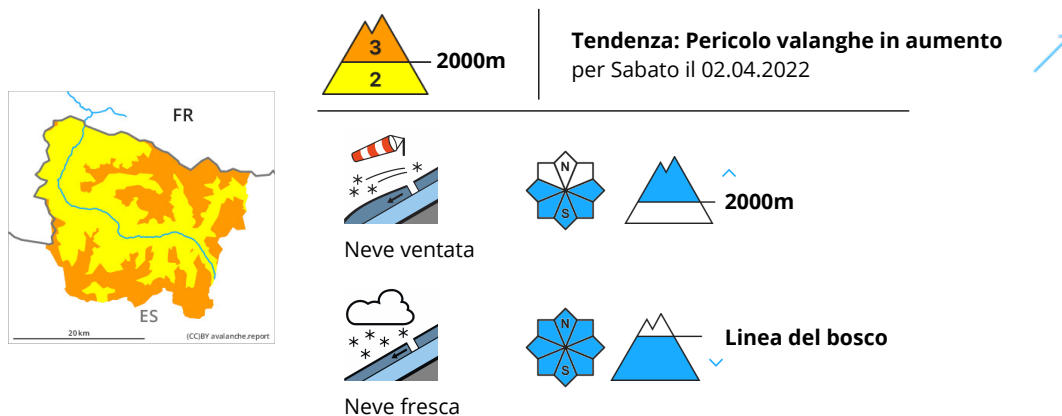 3
2
2000m
Tendenza: Pericolo valanghe in aumento
per Sabato il 02.04.2022
FR
ES
20 km
(CC)BY avalanche.report
N
S
2000m
Neve ventata
N
S
Linea del bosco
Neve fresca